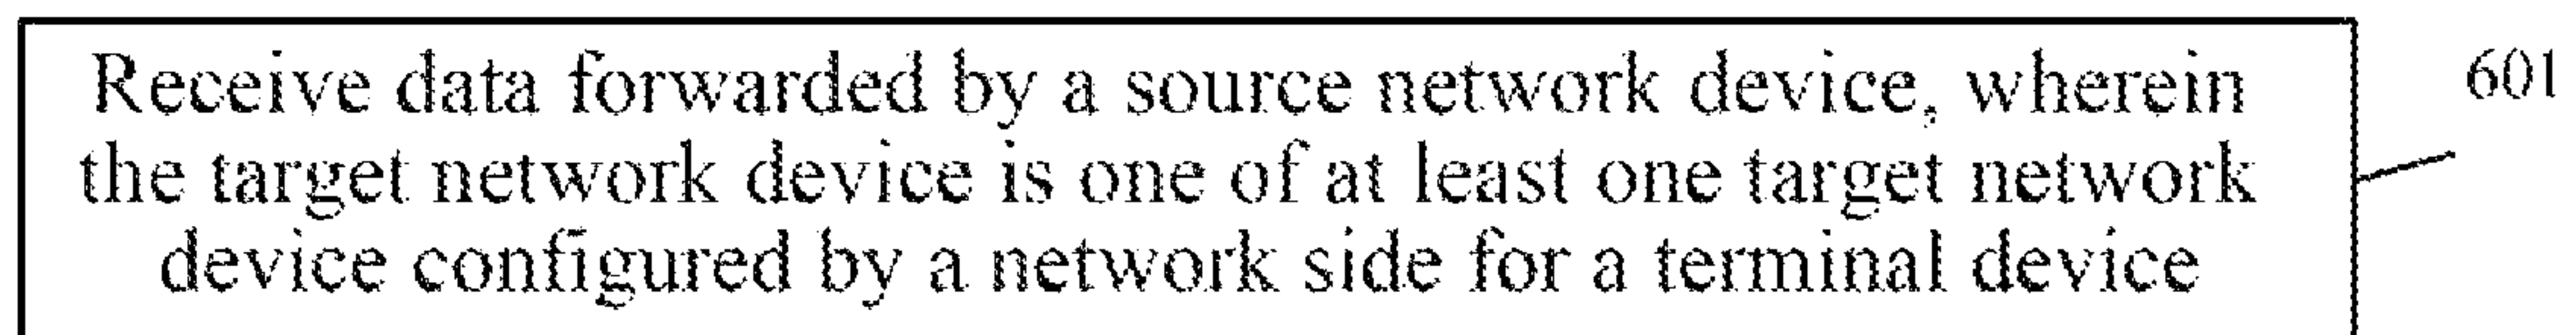 Receive data forwarded by a source network device, wherein
the target network device is one of at least one target network
device configured by a network side for a terminal device
601